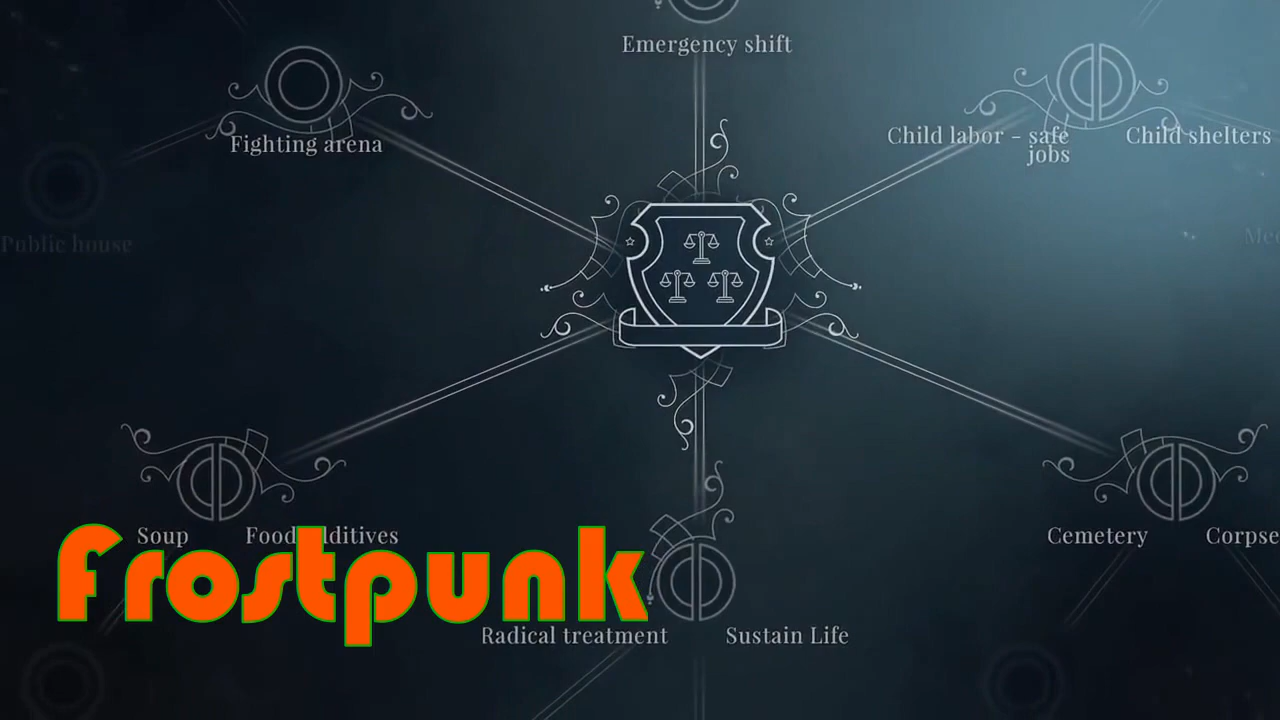 Emergency shift
Fighting arena
Child labor - safe
jobs
Child shelters
Public house
Soup
Food additives
Cemetery
Corpse
Frostpunk
Radical treatment
Sustain Life